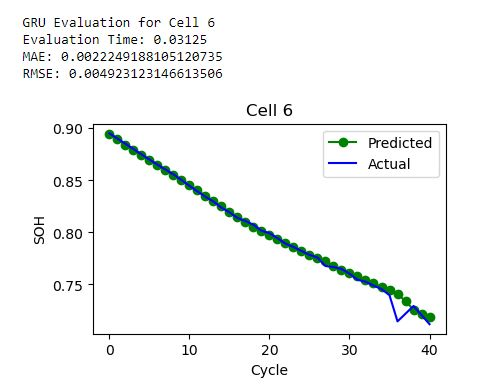 GRU Evaluation for Cell 6
Evaluation Time: 0.03125
MAE: 0.0022249188105120735
RMSE: 0.004923123146613506
Cell 6
Predicted
Actual
0.90
0.85
0.80
0.75
SOH
0 10 20 30 40
Cycle